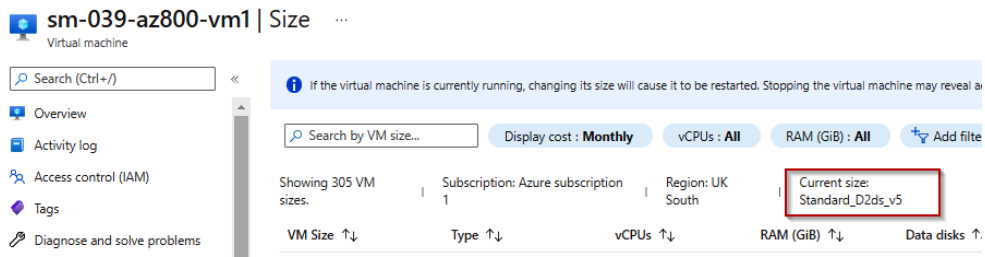 sm-039-az800-vm1 | Size ...
Virtual machine
Search (Ctrl+/)
«
Overview
Activity log
Access control (IAM)
Tags
Diagnose and solve problems
If the virtual machine is currently running, changing its size will cause it to be restarted. Stopping the virtual machine may reveal
Search by VM size...
Display cost : Monthly
vCPUs : All
RAM (GiB) : All
Add filte
Showing 305 VM
sizes.
Subscription: Azure subscription
1
Region: UK
South
Current size:
Standard_D2ds_v5
VM Size ↑↓
Type ↑↓
vCPUs ↑↓
RAM (GiB) ↑↓
Data disks ↑